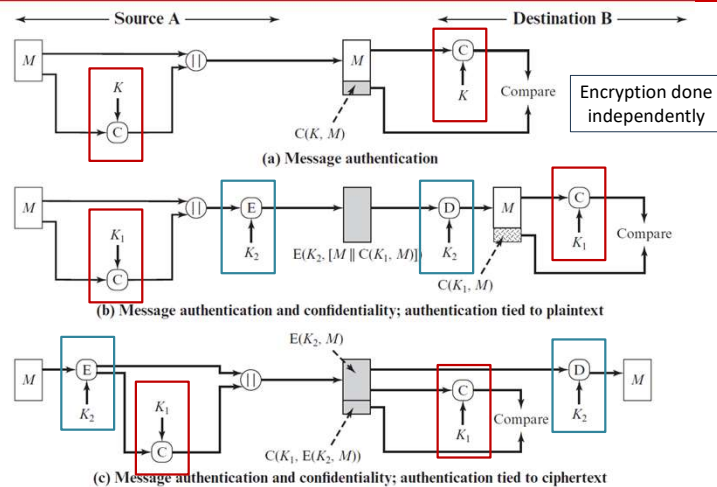 Source A
Destination B
M
K
C
||
M
C(K, M)
C
K
Compare
Encryption done
independently
(a) Message authentication
M
K1
C
||
E
K2
E(K2, [M || C(K1, M)])
D
K2
M
C(K1, M)
C
K1
Compare
(b) Message authentication and confidentiality; authentication tied to plaintext
M
E
K2
K1
C
||
E(K2, M)
C(K1, E(K2, M))
C
K1
Compare
D
K2
M
(c) Message authentication and confidentiality; authentication tied to ciphertext